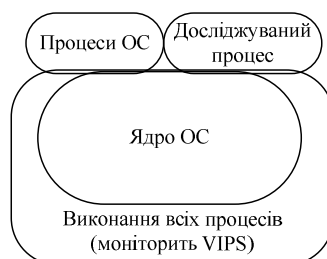 Процеси ОС
Досліджуваний
процес
Ядро ОС
Виконання всіх процесів
(моніторить VIPS)